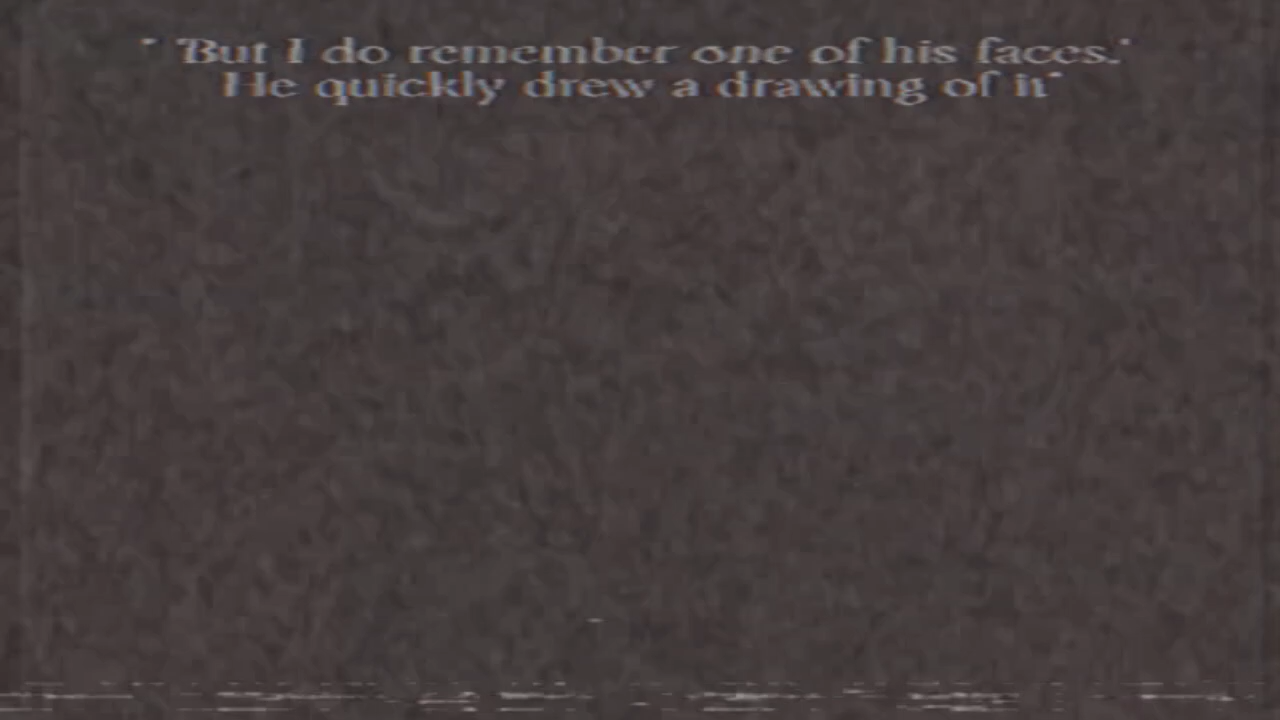 " 'But I do remember one of his faces.'
He quickly drew a drawing of it"